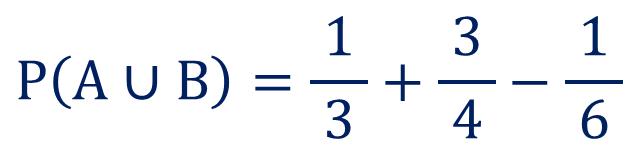 P(A ∪ B) = 1/3 + 3/4 − 1/6